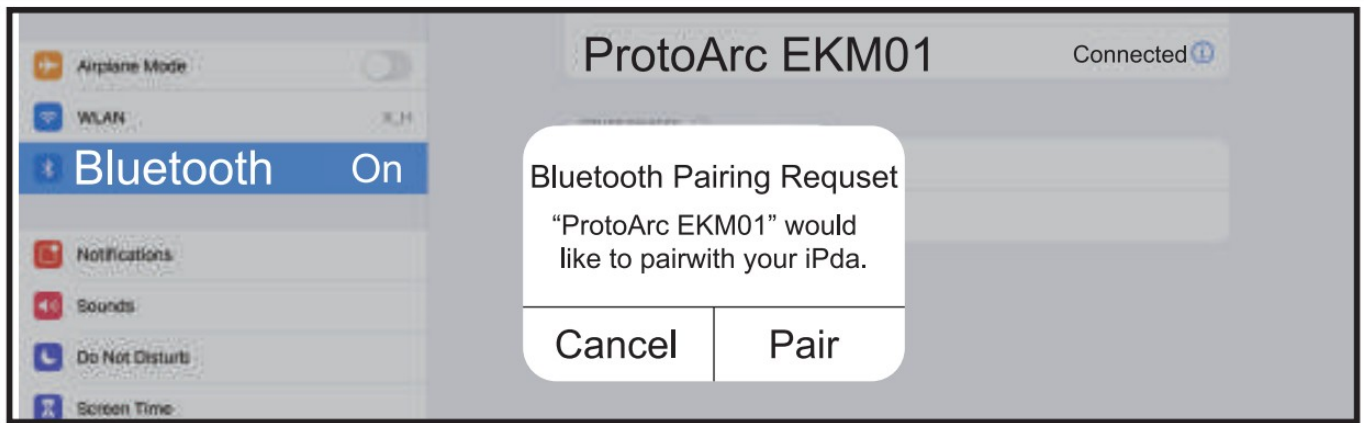 Airplane Mode
WLAN
Bluetooth On
Notifications
Sounds
Do Not Disturb
Screen Time
ProtoArc EKM01 Connected
Bluetooth Pairing Requset
“ProtoArc EKM01” would
like to pairwith your iPda.
Cancel Pair